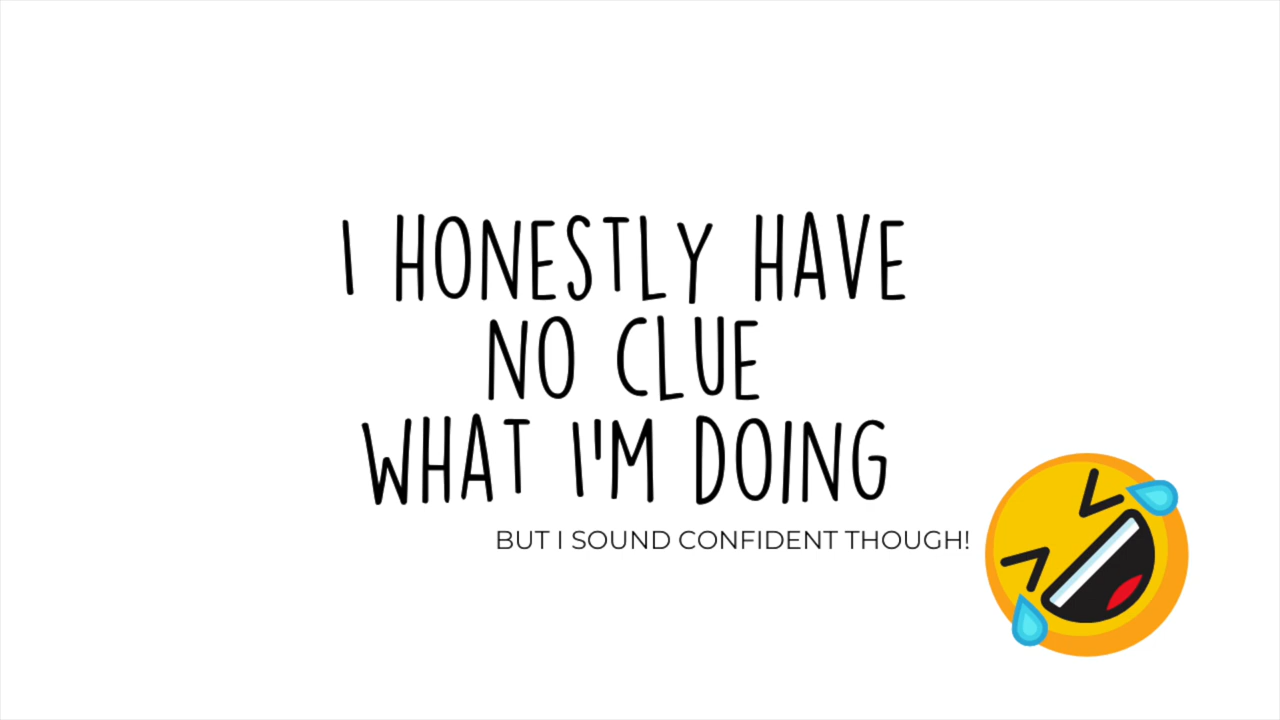 I HONESTLY HAVE
NO CLUE
WHAT I'M DOING
BUT I SOUND CONFIDENT THOUGH!